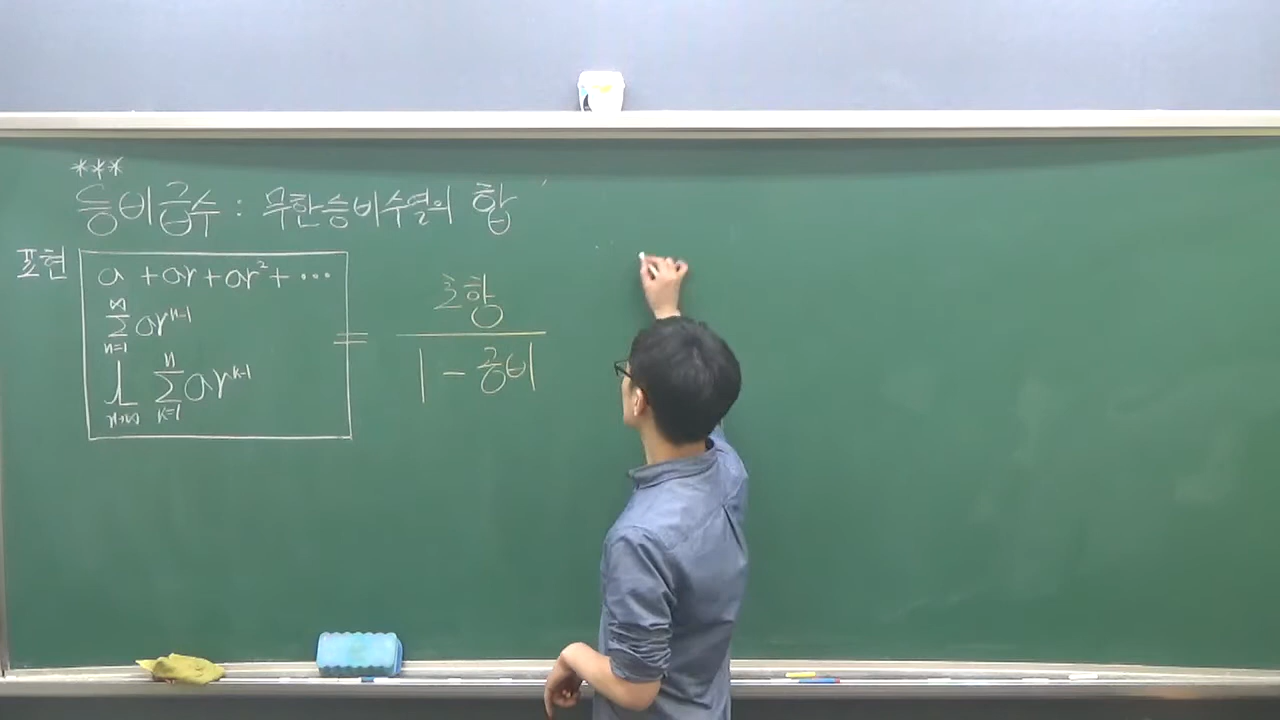 ***
등비급수 : 무한등비수열의 합
표현
a + ar + ar² + ⋯
∞
Σ arⁿ⁻¹
n=1
n
lim Σ arᵏ⁻¹
n→∞ k=1
=
초항
1 - 공비